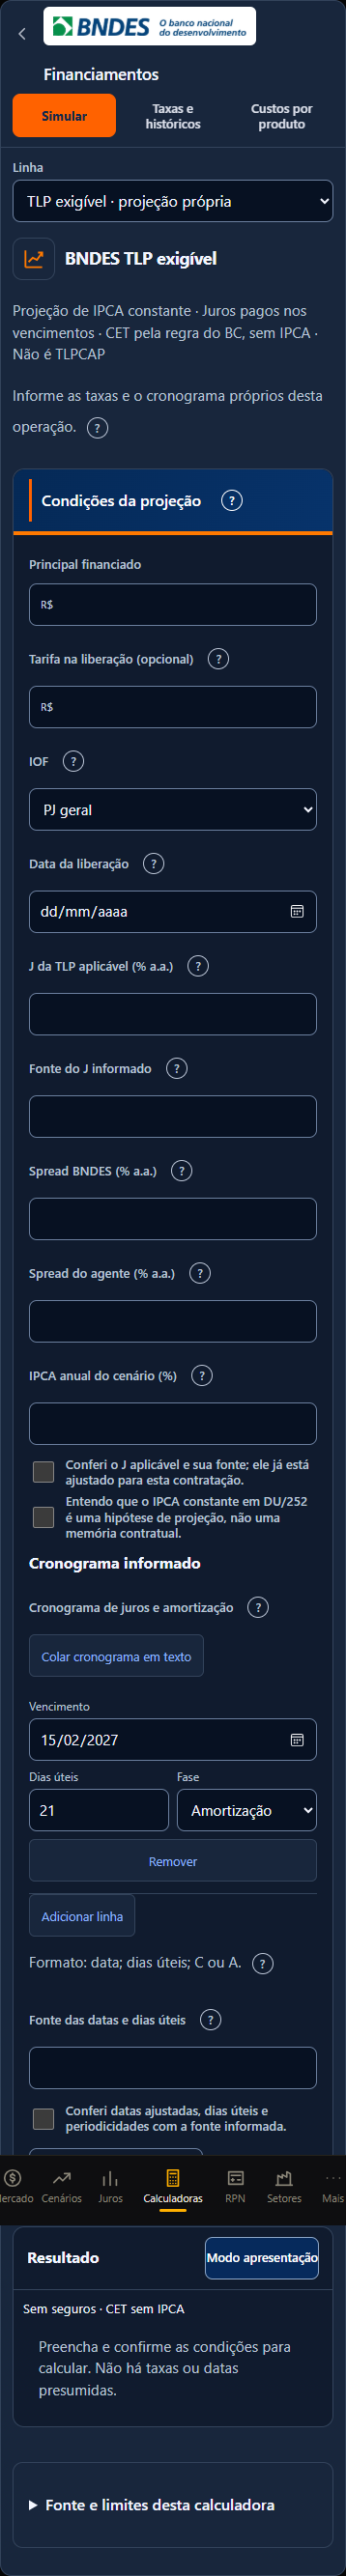 BNDES
O banco nacional
do desenvolvimento
Financiamentos
Simular
Taxas e
históricos
Custos por
produto
Linha
TLP exigível · projeção própria
BNDES TLP exigível
Projeção de IPCA constante · Juros pagos nos
vencimentos · CET pela regra do BC, sem IPCA ·
Não é TLPCAP
Informe as taxas e o cronograma próprios desta
operação. ?
Condições da projeção ?
Principal financiado
R$
Tarifa na liberação (opcional) ?
R$
IOF ?
PJ geral
Data da liberação ?
dd/mm/aaaa
J da TLP aplicável (% a.a.) ?
Fonte do J informado ?
Spread BNDES (% a.a.) ?
Spread do agente (% a.a.) ?
IPCA anual do cenário (%) ?
Conferi o J aplicável e sua fonte; ele já está
ajustado para esta contratação.
Entendo que o IPCA constante em DU/252
é uma hipótese de projeção, não uma
memória contratual.
Cronograma informado
Cronograma de juros e amortização ?
Colar cronograma em texto
Vencimento
15/02/2027
Dias úteis
Fase
21
Amortização
Remover
Adicionar linha
Formato: data; dias úteis; C ou A. ?
Fonte das datas e dias úteis ?
Conferi datas ajustadas, dias úteis e
periodicidades com a fonte informada.
ercado
Cenários
Juros
Calculadoras
RPN
Setores
Mais
Resultado
Modo apresentação
Sem seguros · CET sem IPCA
Preencha e confirme as condições para
calcular. Não há taxas ou datas
presumidas.
Fonte e limites desta calculadora